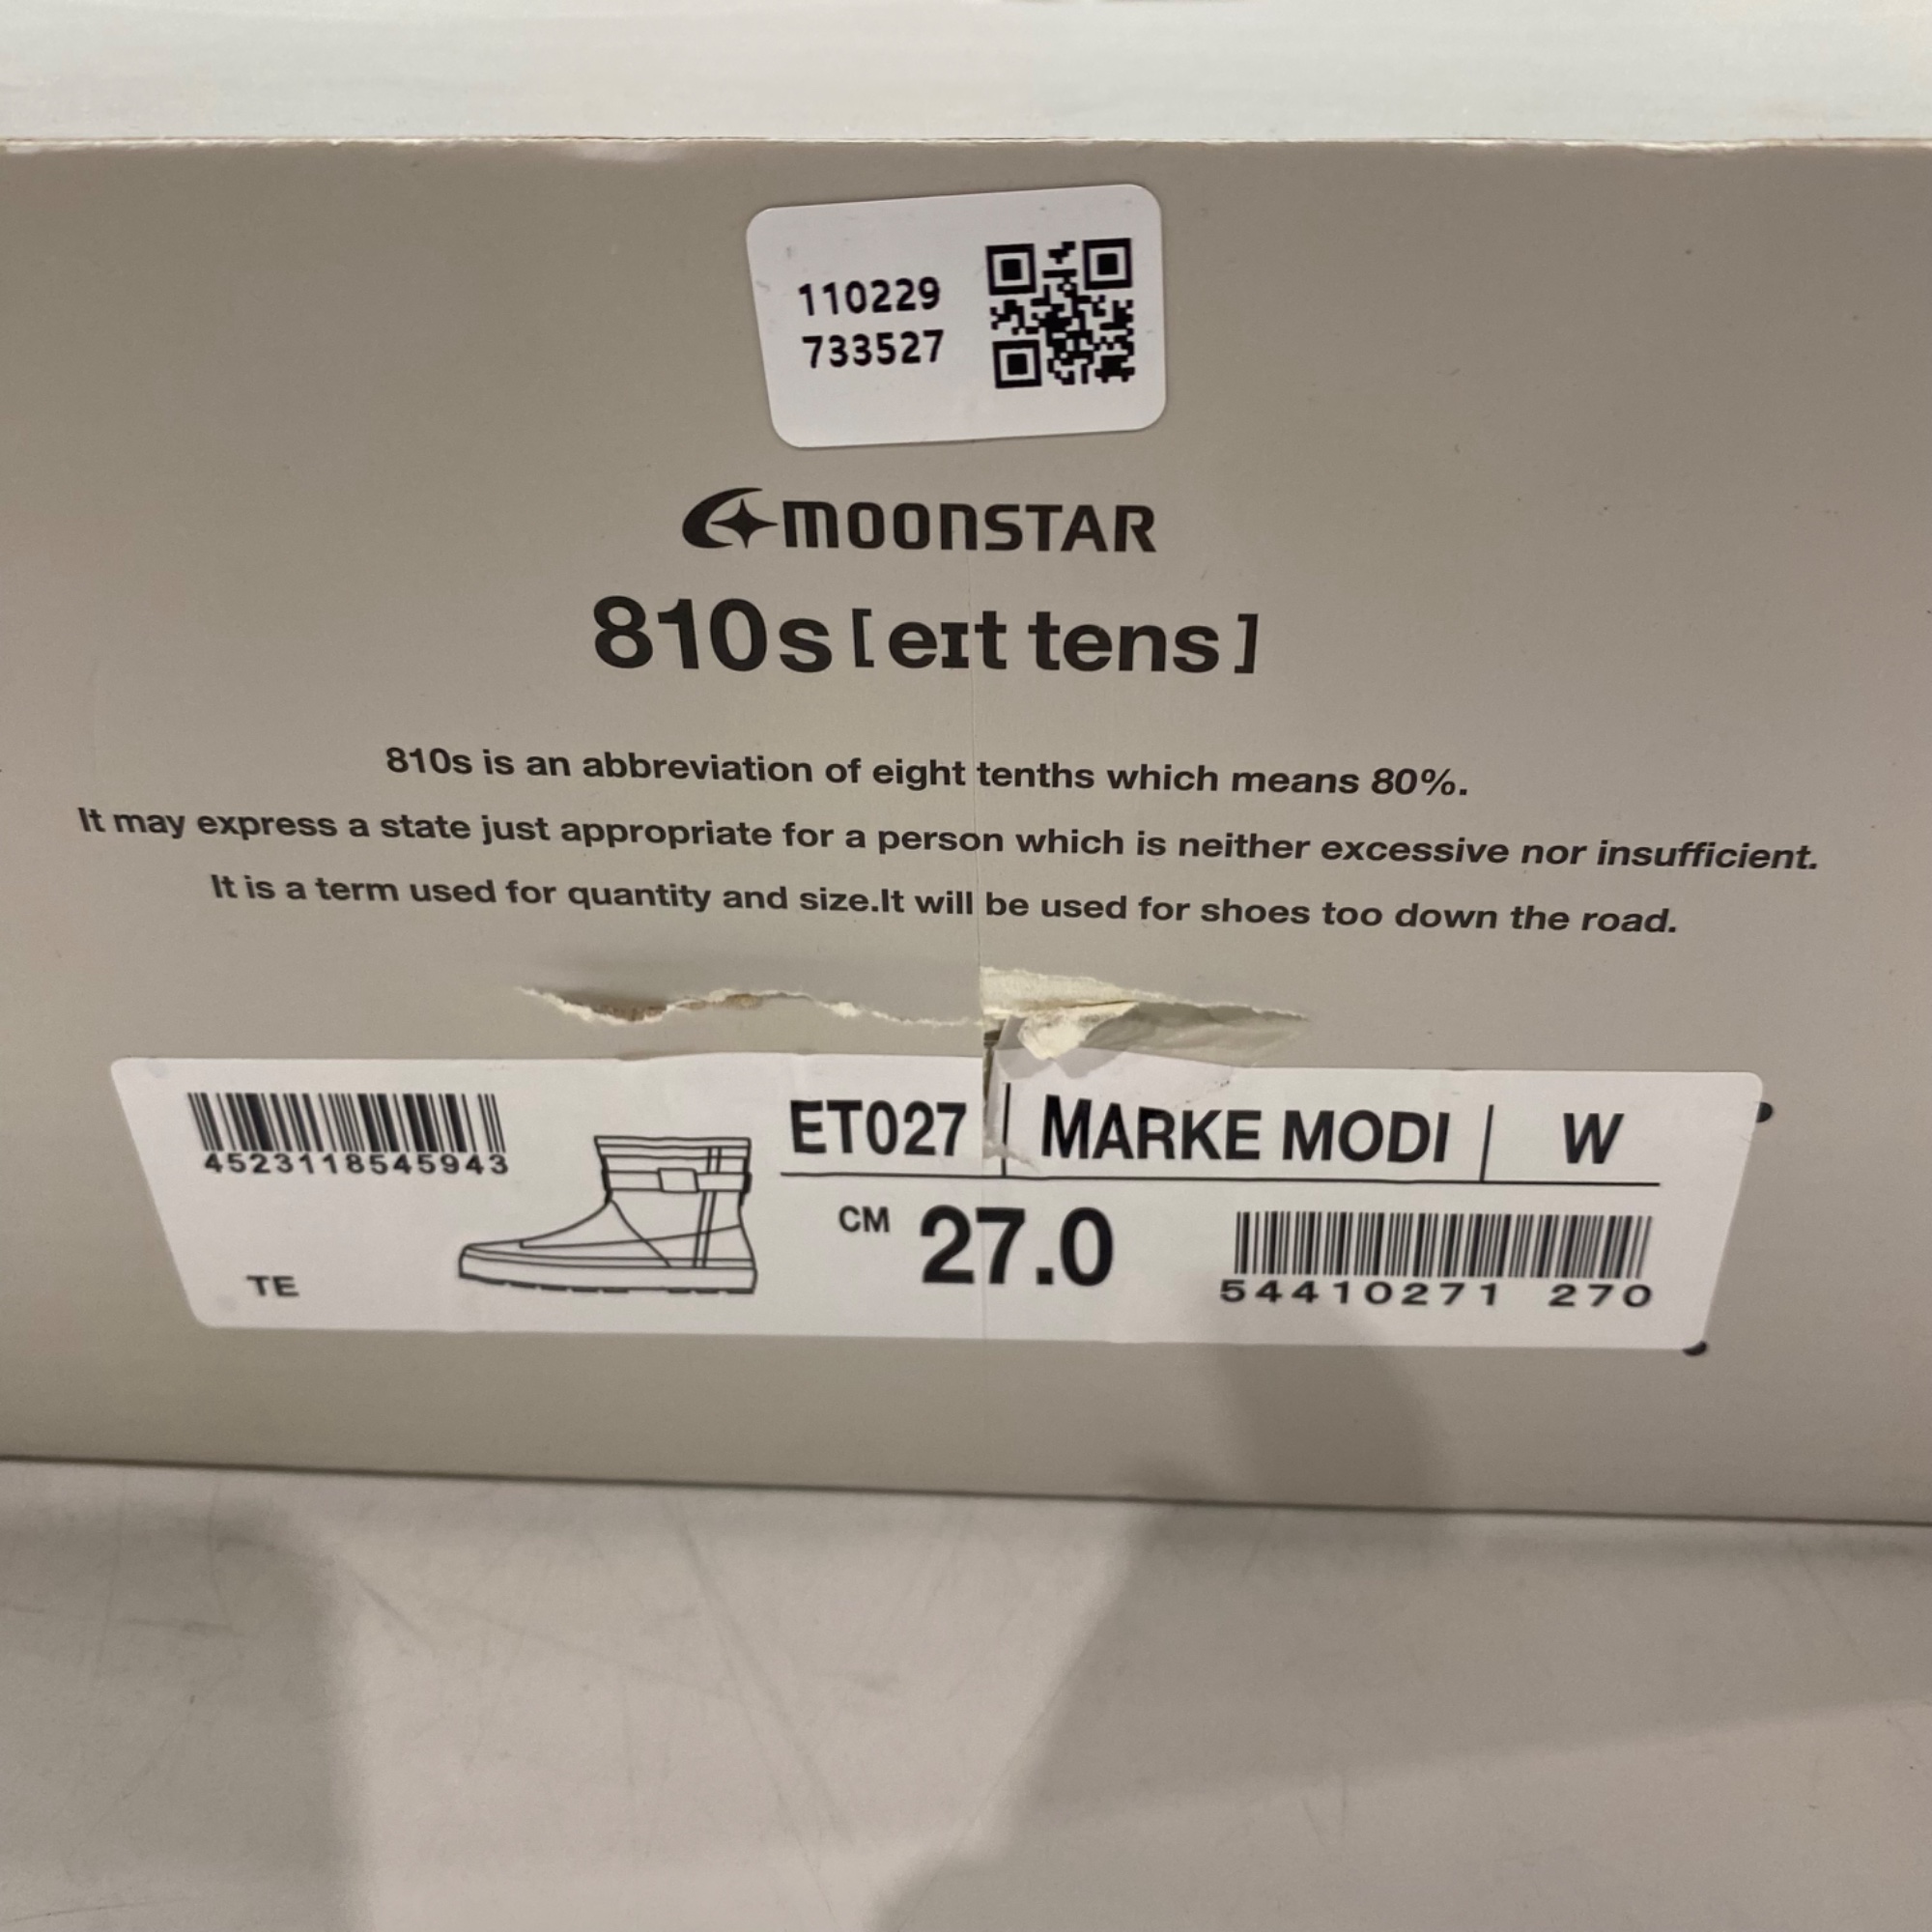 110229
733527
MOONSTAR
810s [eɪt tens]
810s is an abbreviation of eight tenths which means 80%.
It may express a state just appropriate for a person which is neither excessive nor insufficient.
It is a term used for quantity and size.It will be used for shoes too down the road.
4523118545943
ET027 | MARKE MODI | W
CM 27.0
54410271 270
TE